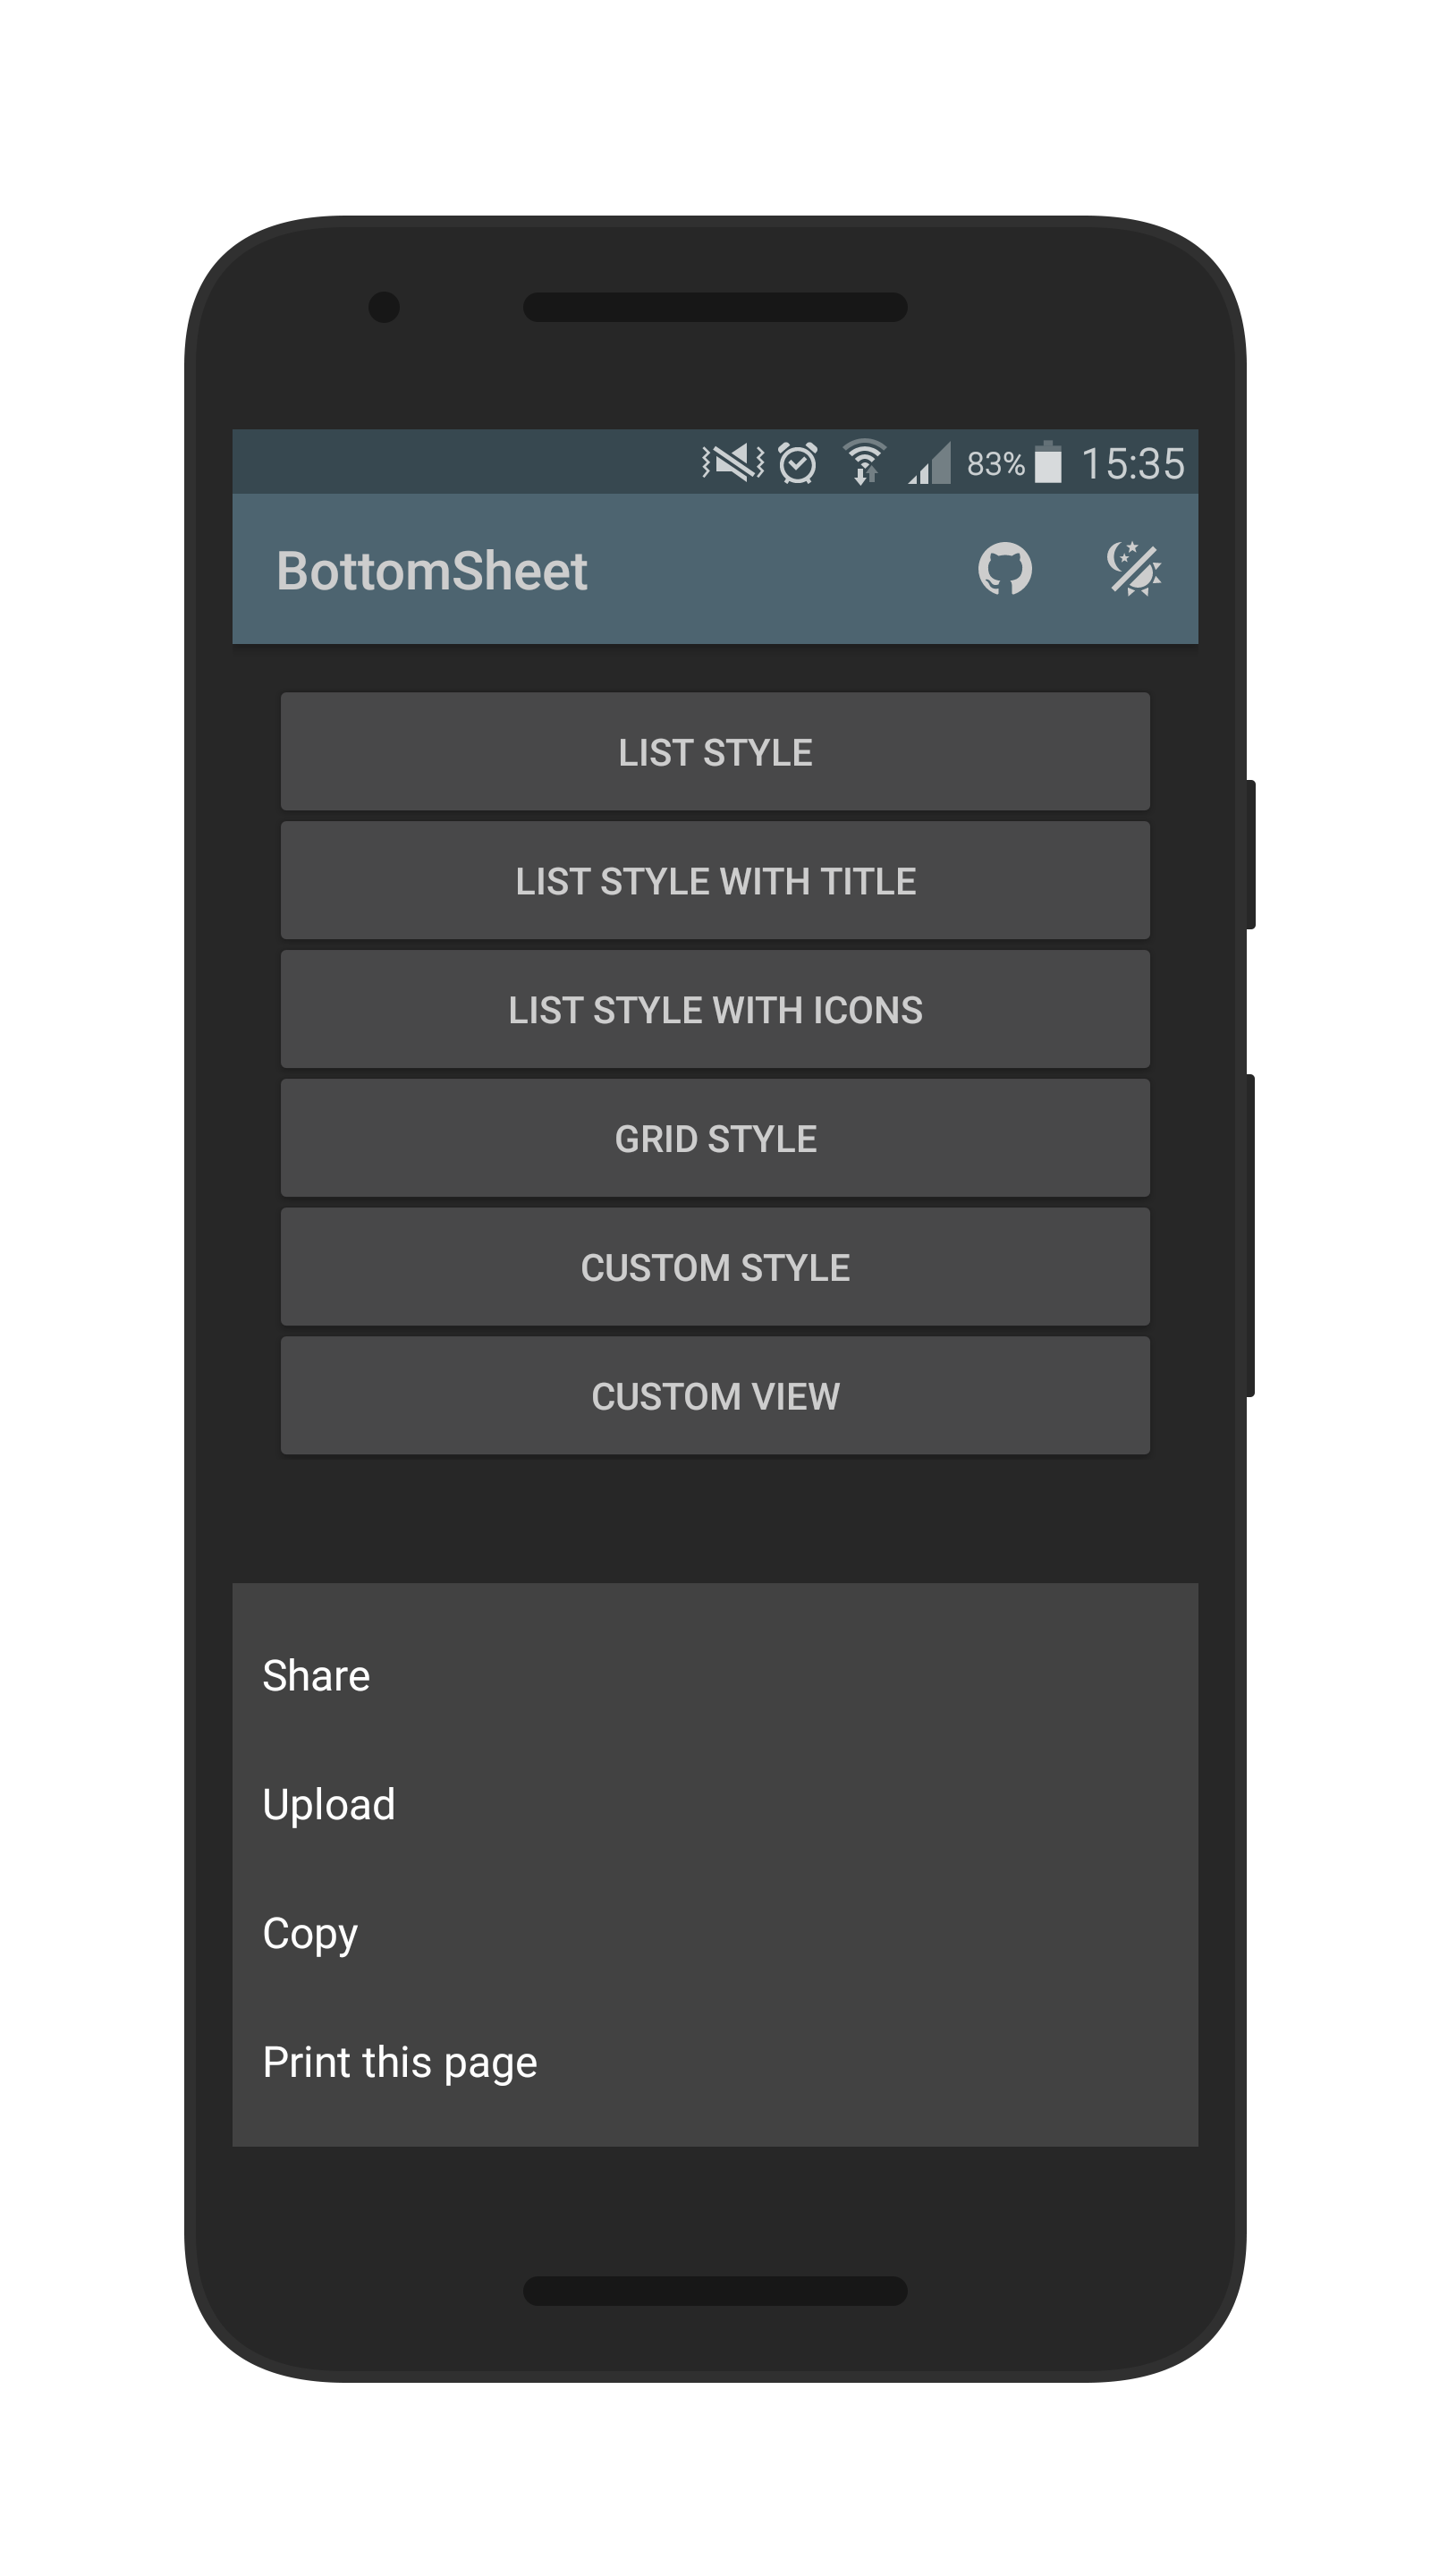 83% 15:35
BottomSheet
LIST STYLE
LIST STYLE WITH TITLE
LIST STYLE WITH ICONS
GRID STYLE
CUSTOM STYLE
CUSTOM VIEW
Share
Upload
Copy
Print this page